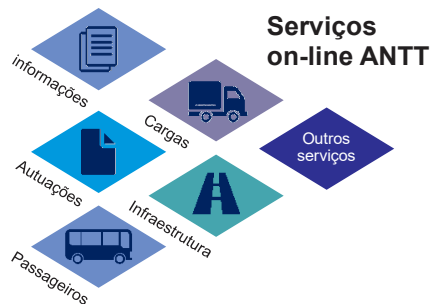 Serviços
on-line ANTT
informações
Cargas
Outros
serviços
Autuações
Infraestrutura
Passageiros